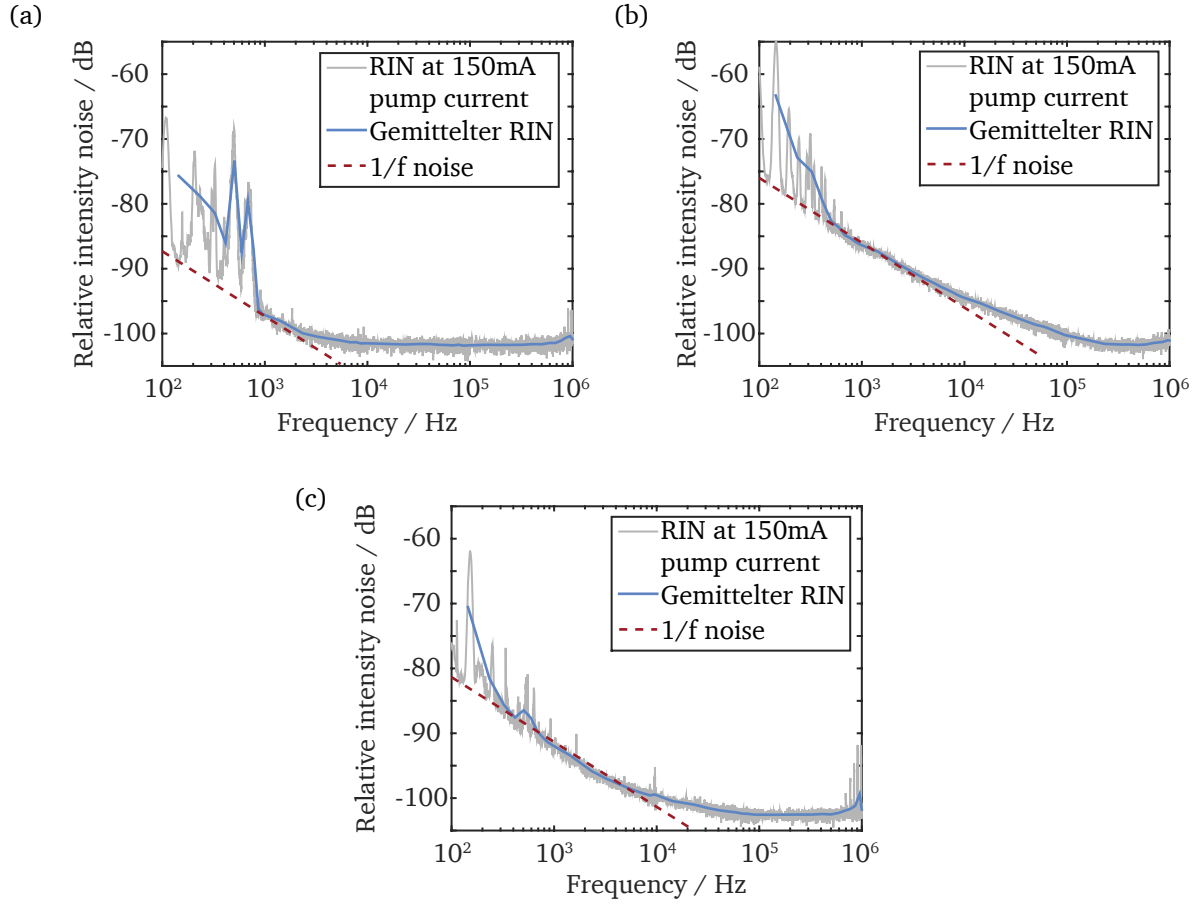 (a)
Relative intensity noise / dB
-60
-70
-80
-90
-100
10²
10³
10⁴
10⁵
10⁶
Frequency / Hz
RIN at 150mA
pump current
Gemittelter RIN
1/f noise
(b)
Relative intensity noise / dB
-60
-70
-80
-90
-100
10²
10³
10⁴
10⁵
10⁶
Frequency / Hz
RIN at 150mA
pump current
Gemittelter RIN
1/f noise
(c)
Relative intensity noise / dB
-60
-70
-80
-90
-100
10²
10³
10⁴
10⁵
10⁶
Frequency / Hz
RIN at 150mA
pump current
Gemittelter RIN
1/f noise